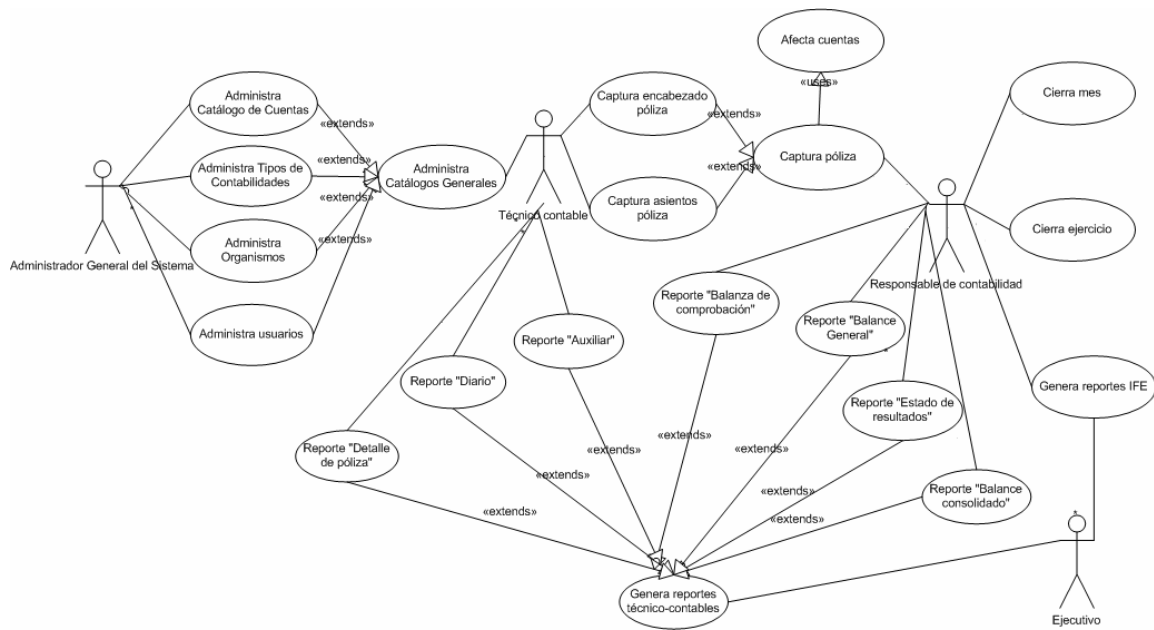 Afecta cuentas
«uses»
Administra
Catálogo de Cuentas
«extends»
Captura encabezado
póliza
«extends»
Cierra mes
Administra Tipos de
Contabilidades
«extends»
«extends»
Administra
Catálogos Generales
Captura póliza
«extends»
Captura asientos
póliza
Técnico contable
Administra
Organismos
«extends»
Cierra ejercicio
Administrador General del Sistema
Responsable de contabilidad
Administra usuarios
Reporte "Balanza de
comprobación"
Reporte "Balance
General"
Reporte "Auxiliar"
Reporte "Diario"
Genera reportes IFE
Reporte "Estado de
resultados"
Reporte "Detalle
de póliza"
«extends»
«extends»
«extends»
«extends»
«extends»
«extends»
«extends»
Reporte "Balance
consolidado"
Genera reportes
técnico-contables
*
Ejecutivo